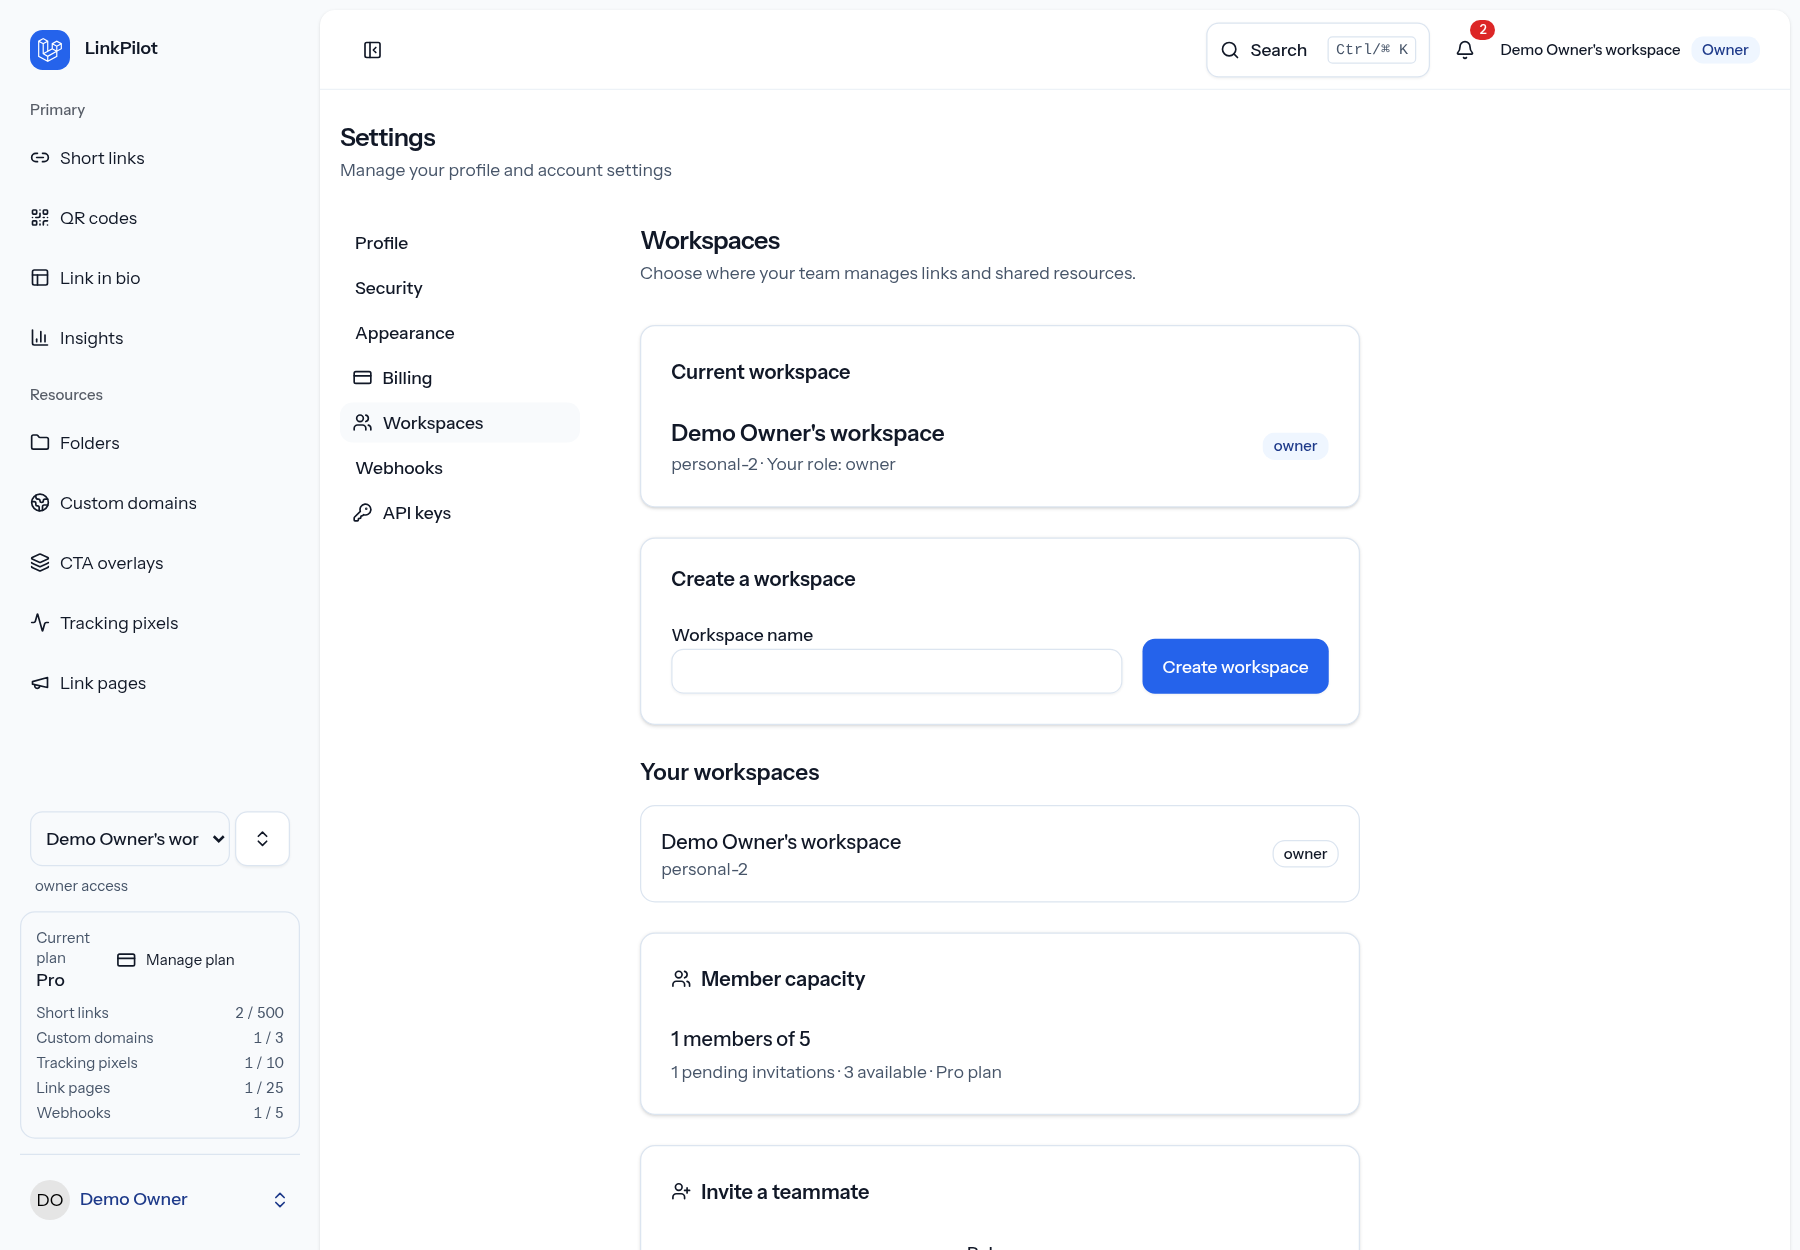 LinkPilot
Primary
Short links
QR codes
Link in bio
Insights
Resources
Folders
Custom domains
CTA overlays
Tracking pixels
Link pages
Demo Owner's wor
owner access
Current plan
Pro
Manage plan
Short links 2 / 500
Custom domains 1 / 3
Tracking pixels 1 / 10
Link pages 1 / 25
Webhooks 1 / 5
DO Demo Owner
Search Ctrl/⌘ K
2
Demo Owner's workspace Owner
Settings
Manage your profile and account settings
Profile
Security
Appearance
Billing
Workspaces
Webhooks
API keys
Workspaces
Choose where your team manages links and shared resources.
Current workspace
Demo Owner's workspace
personal-2 · Your role: owner
owner
Create a workspace
Workspace name
Create workspace
Your workspaces
Demo Owner's workspace
personal-2
owner
Member capacity
1 members of 5
1 pending invitations · 3 available · Pro plan
Invite a teammate